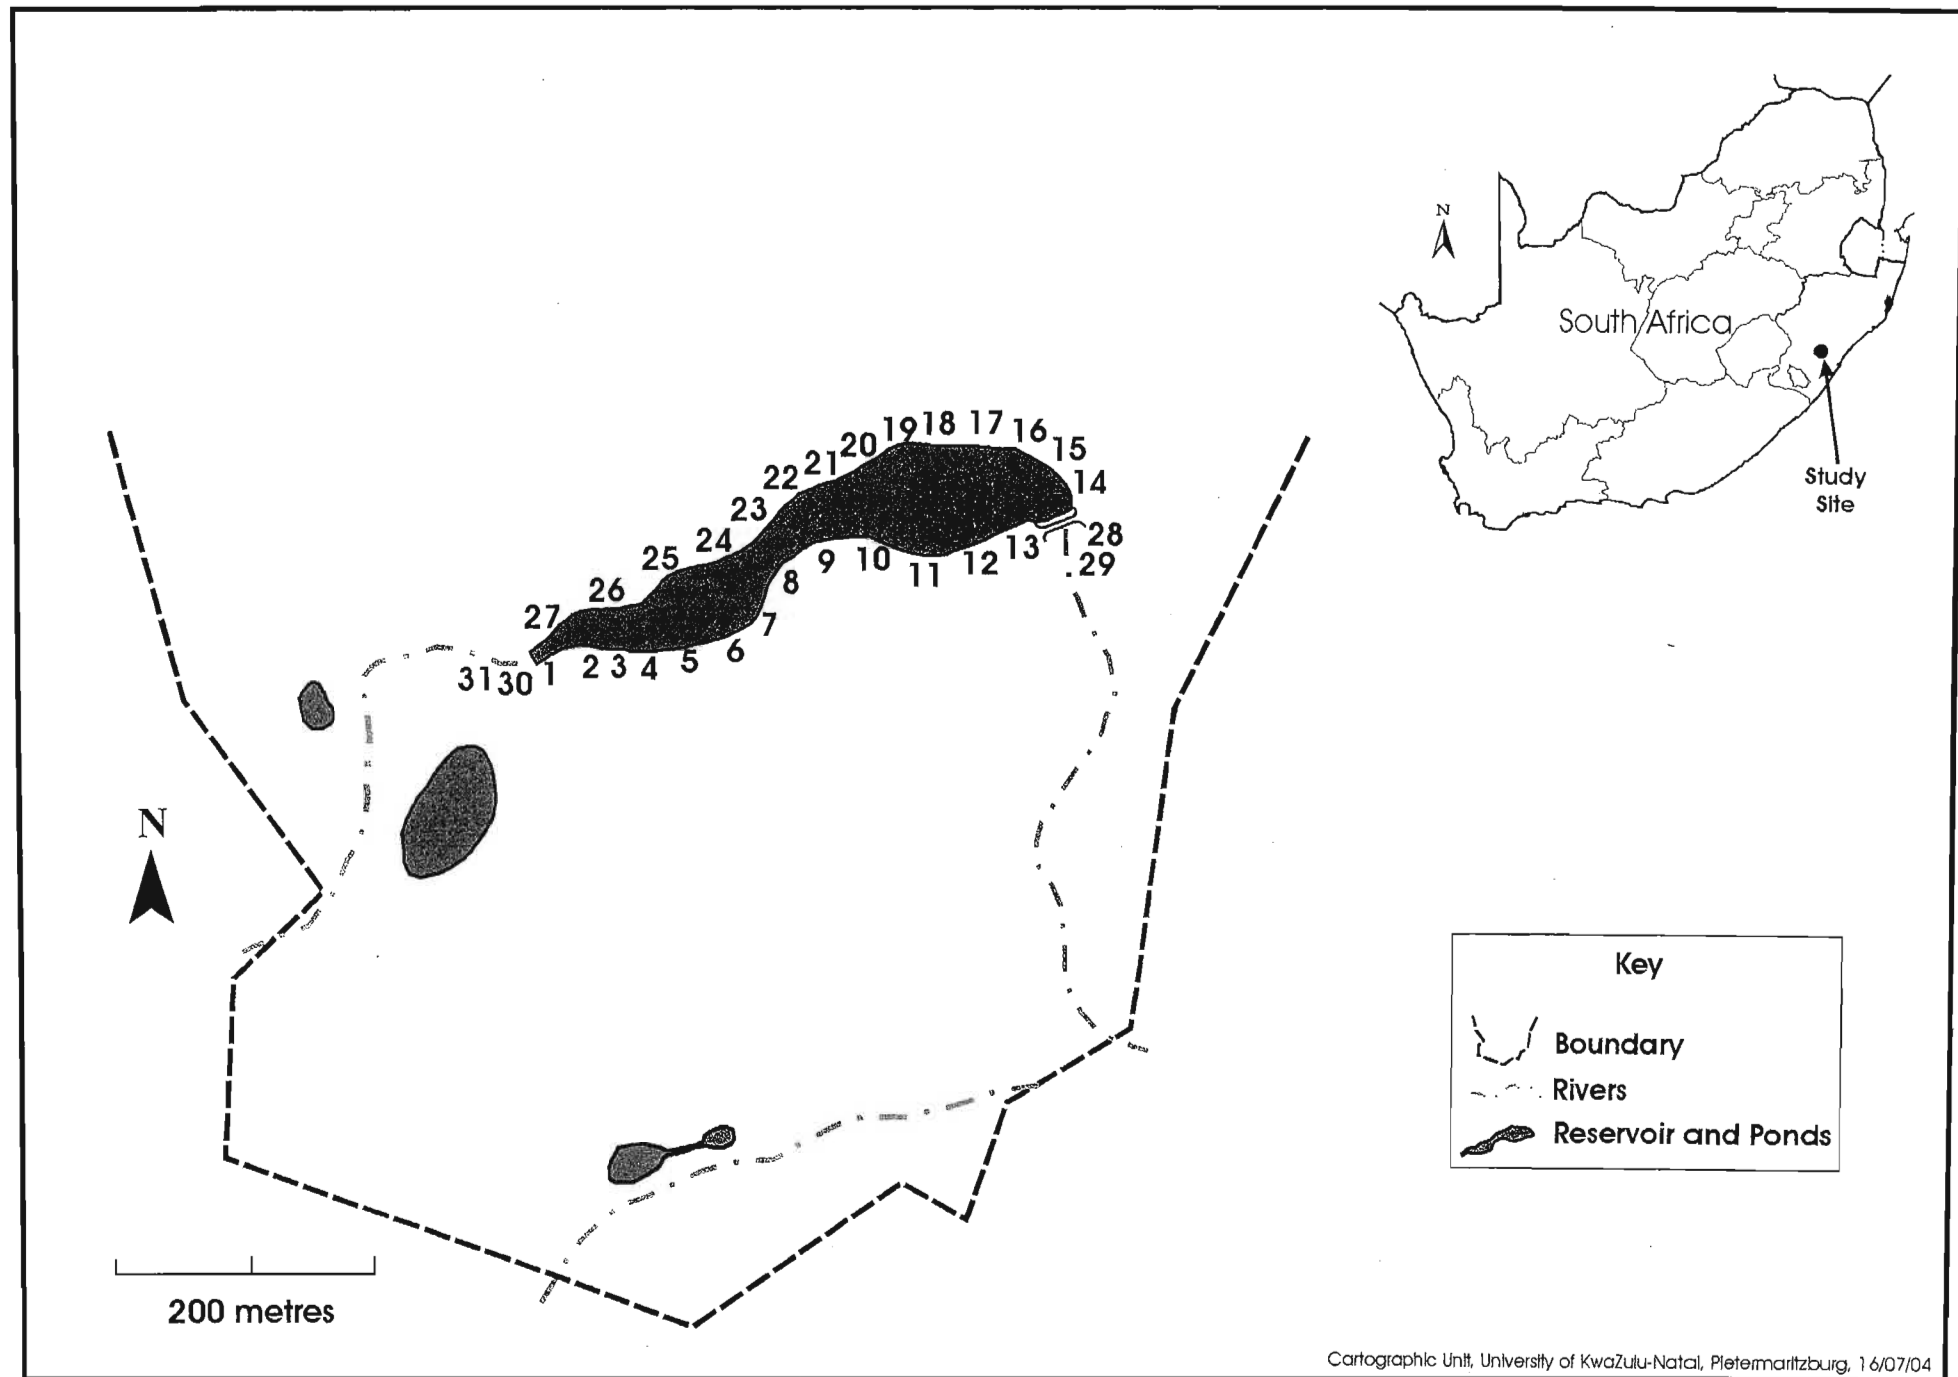 19 18 17 16
20 15
21
22 14
23
24 28
25 13
9 10 12 29
11
8
26
27 7
6
5
31 30 1 2 3 4
N
South Africa
Study
Site
N
200 metres
Key
Boundary
Rivers
Reservoir and Ponds
Cartographic Unit, University of KwaZulu-Natal, Pietermaritzburg, 16/07/04